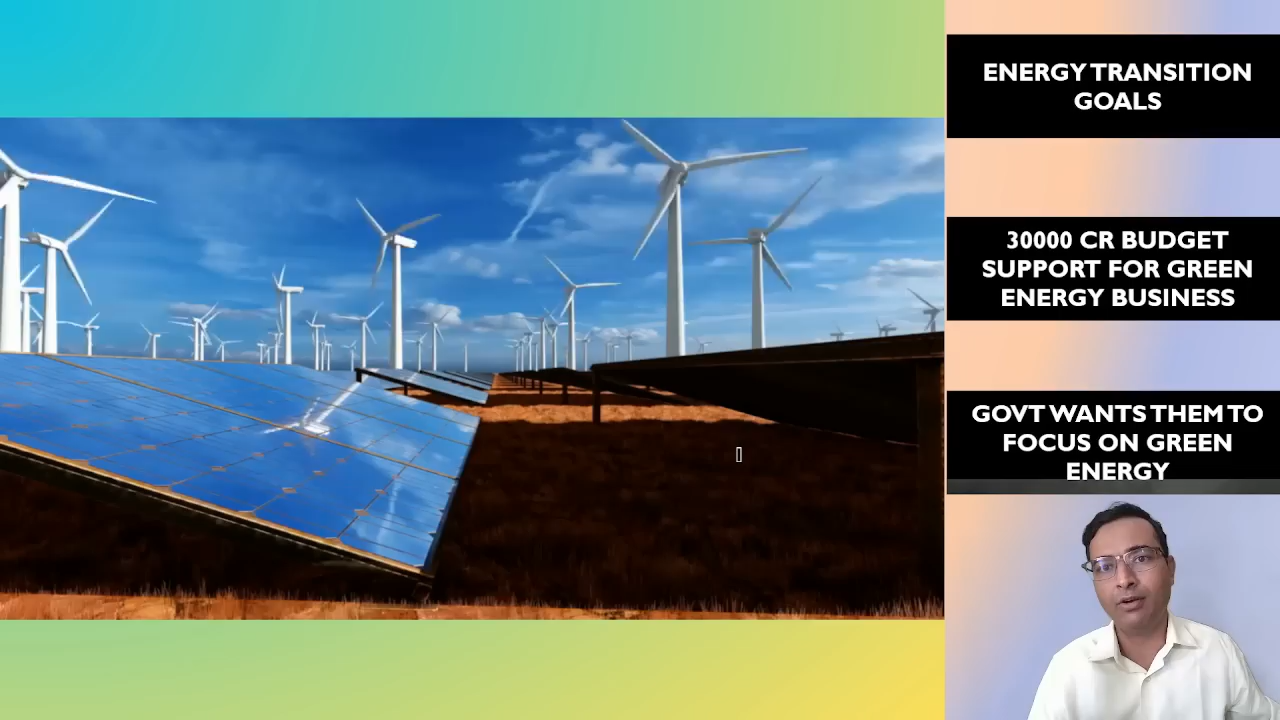 ENERGY TRANSITION
GOALS
30000 CR BUDGET
SUPPORT FOR GREEN
ENERGY BUSINESS
GOVT WANTS THEM TO
FOCUS ON GREEN
ENERGY